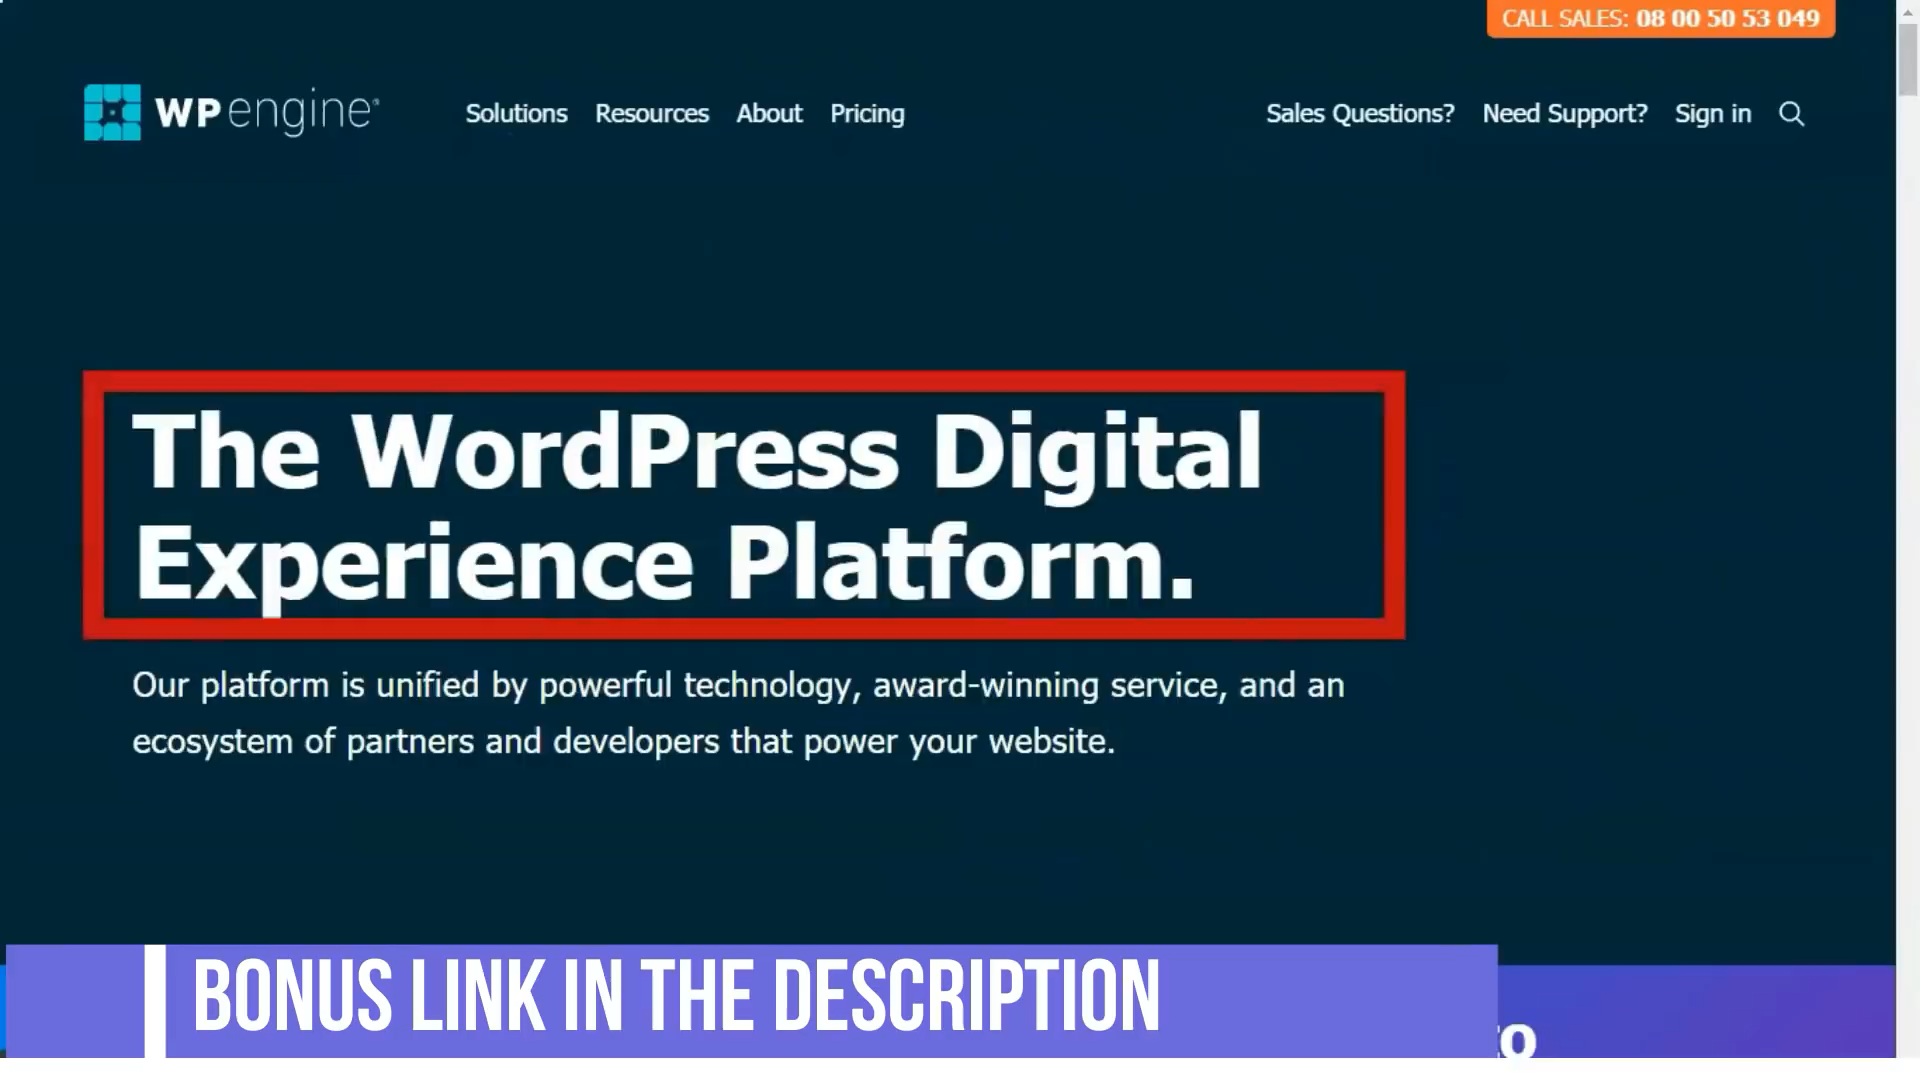 CALL SALES: 08 00 50 53 049
WP engine®
Solutions Resources About Pricing
Sales Questions? Need Support? Sign in
The WordPress Digital
Experience Platform.
Our platform is unified by powerful technology, award-winning service, and an
ecosystem of partners and developers that power your website.
BONUS LINK IN THE DESCRIPTION